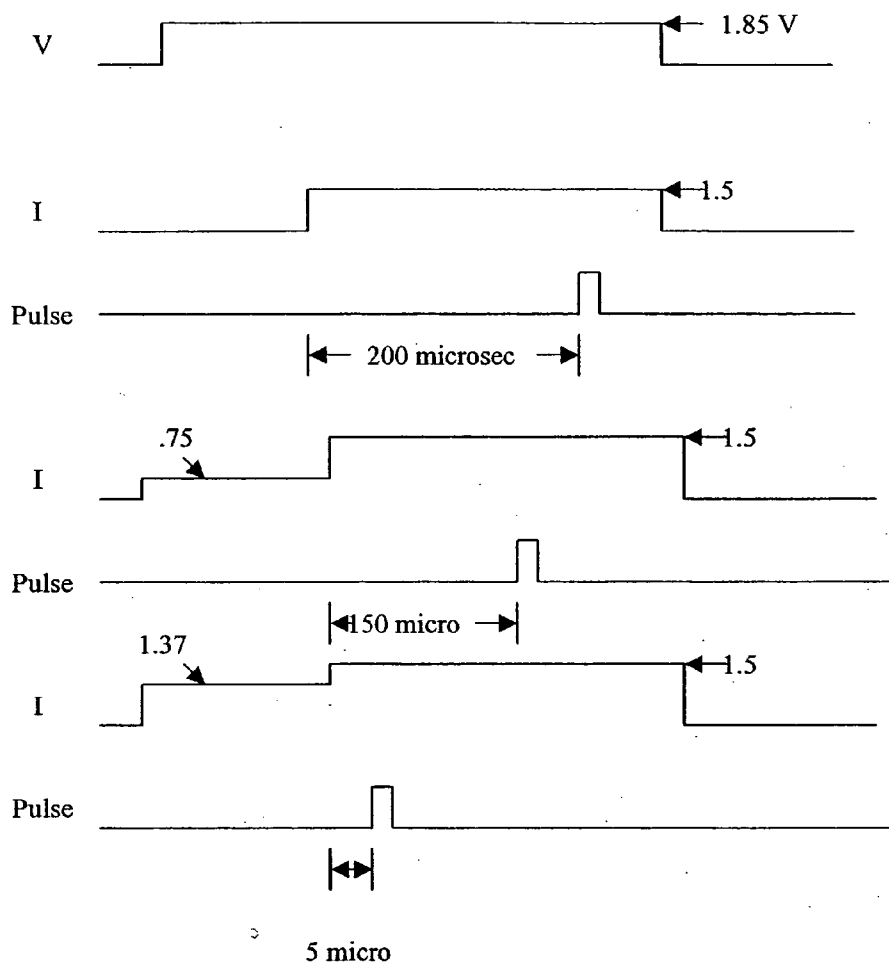 V
1.85 V
I
1.5
Pulse
200 microsec
.75
I
1.5
Pulse
150 micro
1.37
I
1.5
Pulse
5 micro